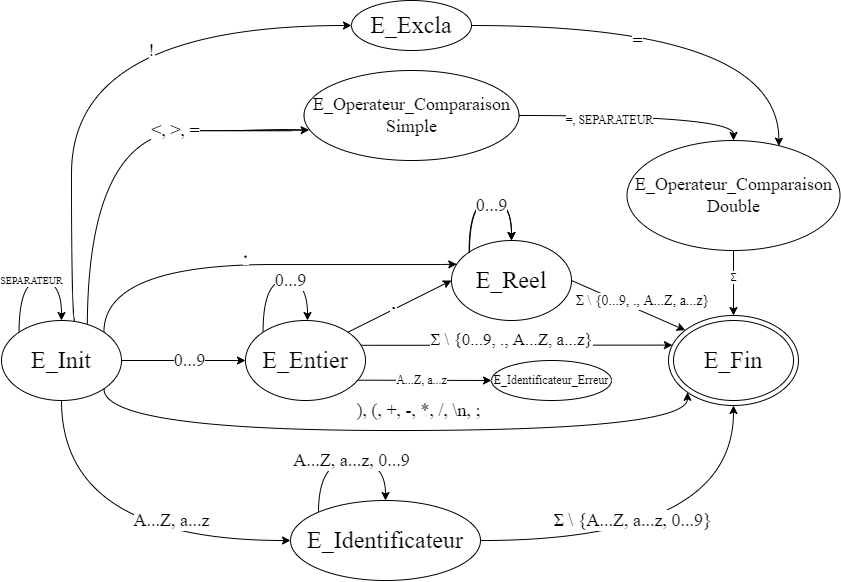 E_Excla
!
=
E_Operateur_Comparaison
Simple
<, >, =
=, SEPARATEUR
E_Operateur_Comparaison
Double
0...9
.
SEPARATEUR
0...9
E_Reel
Σ
Σ \ {0...9, ., A...Z, a...z}
.
Σ \ {0...9, ., A...Z, a...z}
E_Init
0...9
E_Entier
E_Fin
A...Z, a...z
E_Identificateur_Erreur
), (, +, -, *, /, \n, ;
A...Z, a...z, 0...9
A...Z, a...z
Σ \ {A...Z, a...z, 0...9}
E_Identificateur